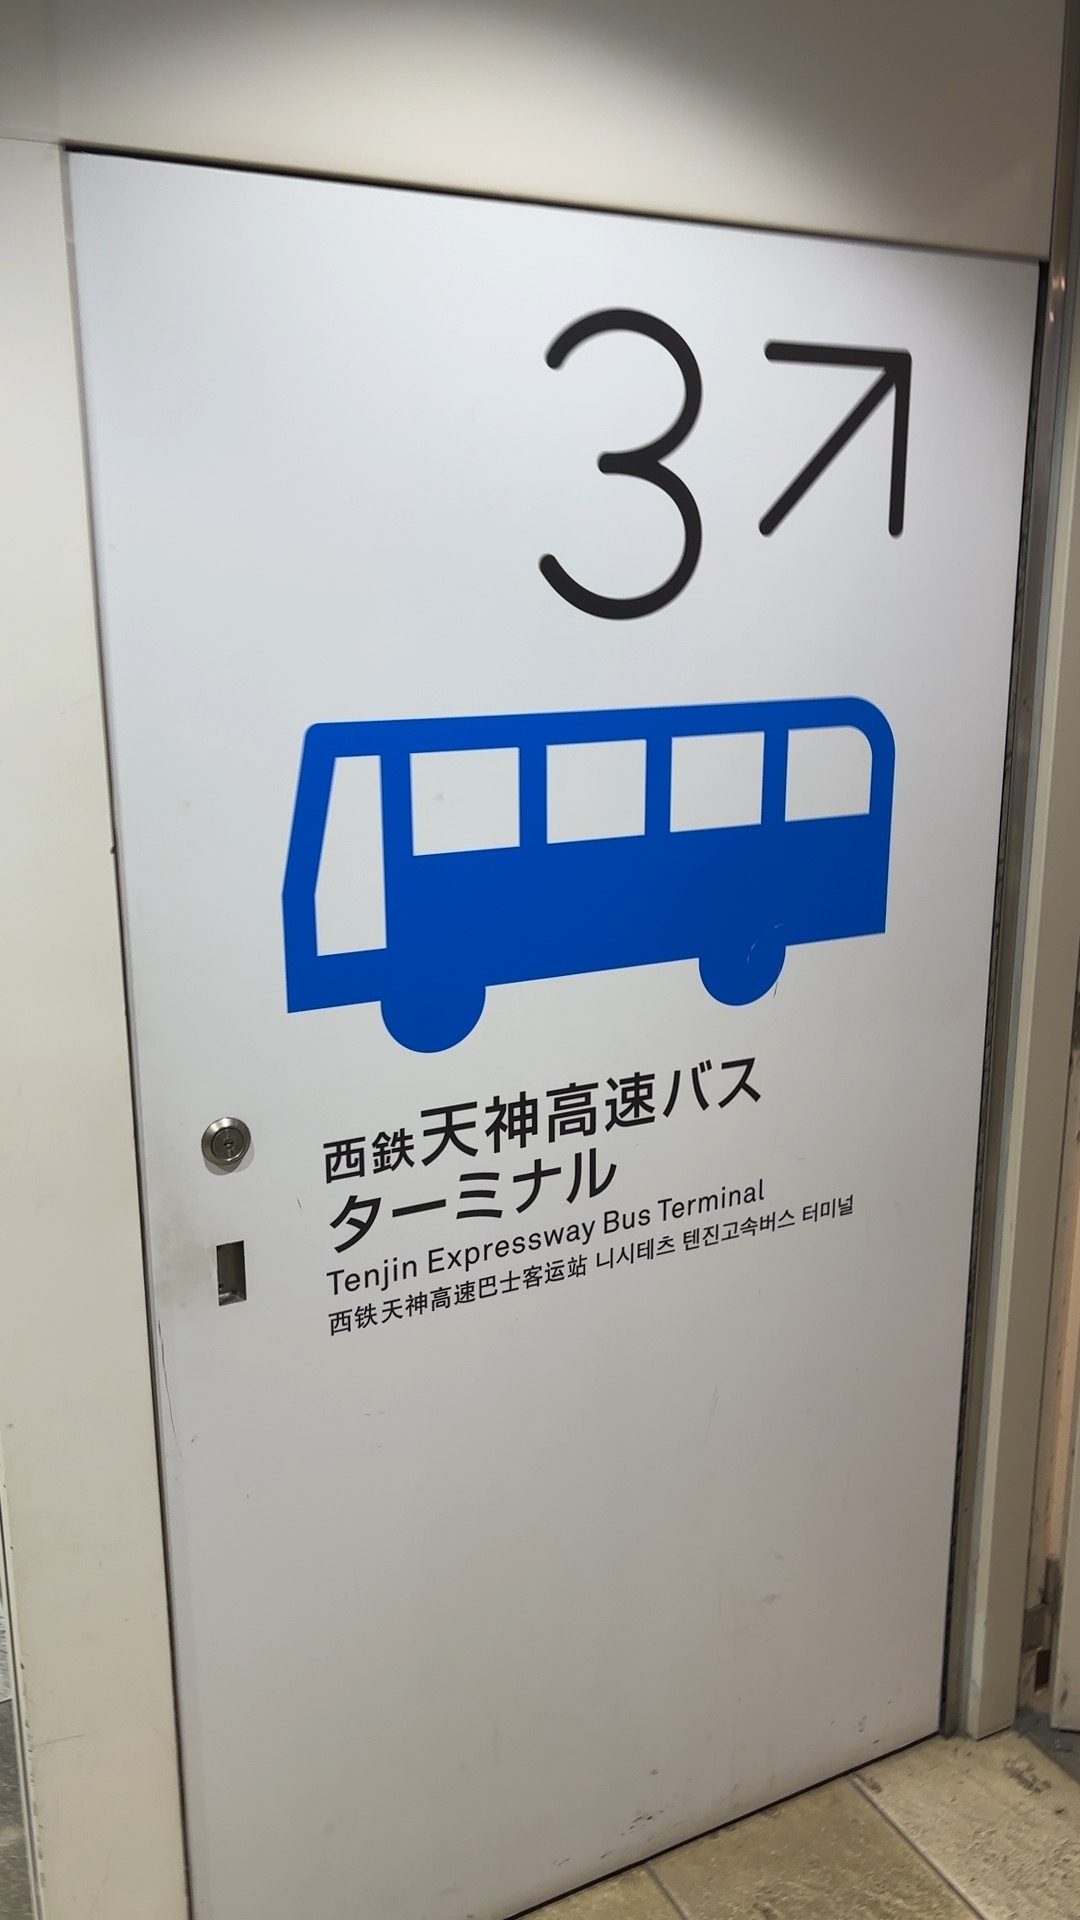 3
西鉄天神高速バス
ターミナル
Tenjin Expressway Bus Terminal
西铁天神高速巴士客运站 니시테츠 텐진고속버스 터미널